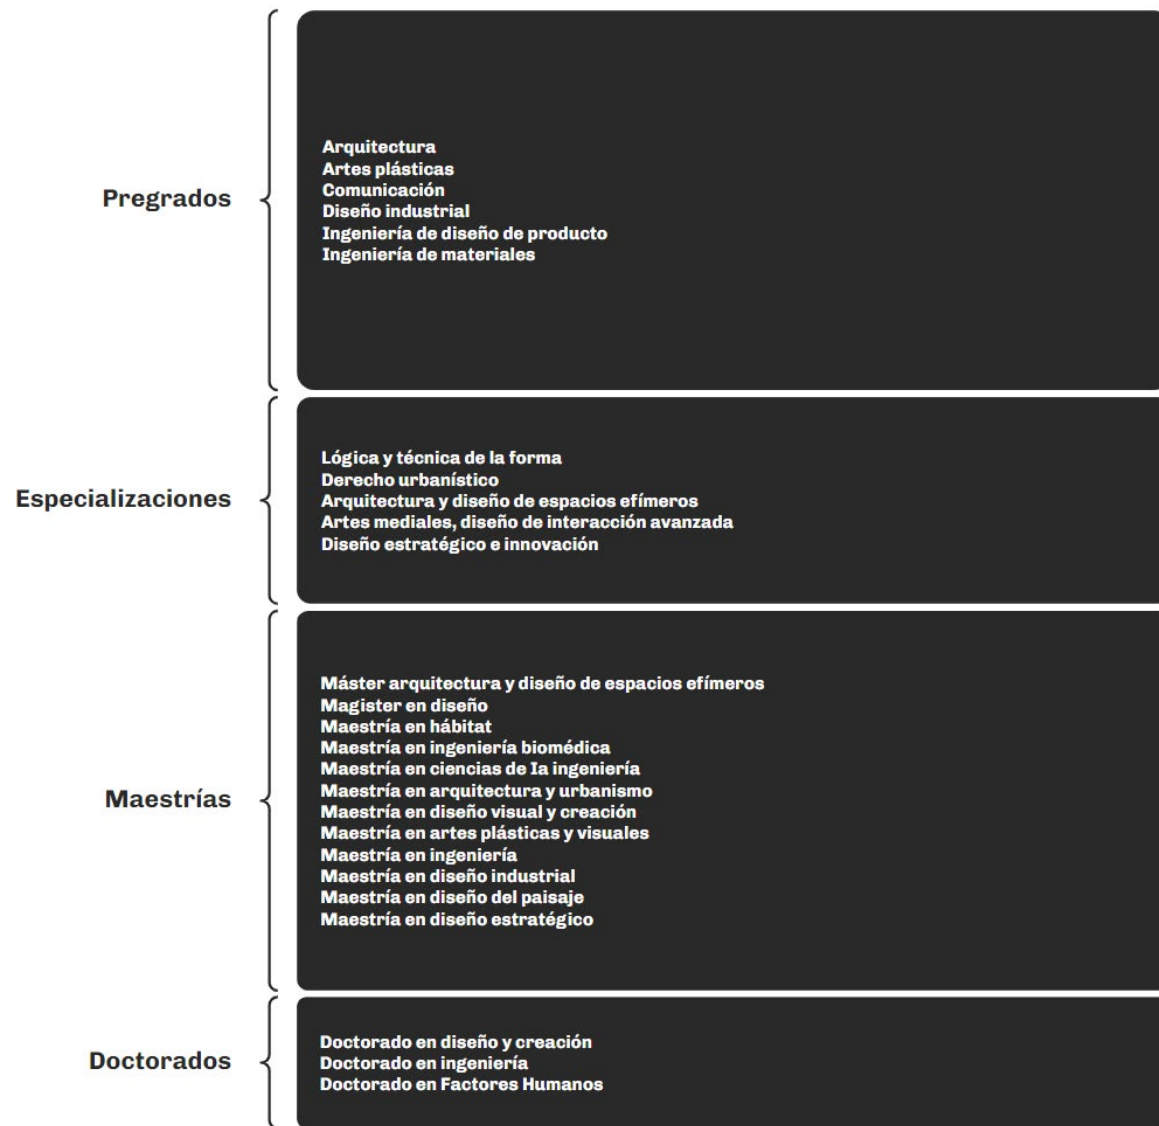 Pregrados
Arquitectura
Artes plásticas
Comunicación
Diseño industrial
Ingeniería de diseño de producto
Ingeniería de materiales
Especializaciones
Lógica y técnica de la forma
Derecho urbanístico
Arquitectura y diseño de espacios efímeros
Artes mediales, diseño de interacción avanzada
Diseño estratégico e innovación
Maestrías
Máster arquitectura y diseño de espacios efímeros
Magister en diseño
Maestría en hábitat
Maestría en ingeniería biomédica
Maestría en ciencias de Ia ingeniería
Maestría en arquitectura y urbanismo
Maestría en diseño visual y creación
Maestría en artes plásticas y visuales
Maestría en ingeniería
Maestría en diseño industrial
Maestría en diseño del paisaje
Maestría en diseño estratégico
Doctorados
Doctorado en diseño y creación
Doctorado en ingeniería
Doctorado en Factores Humanos